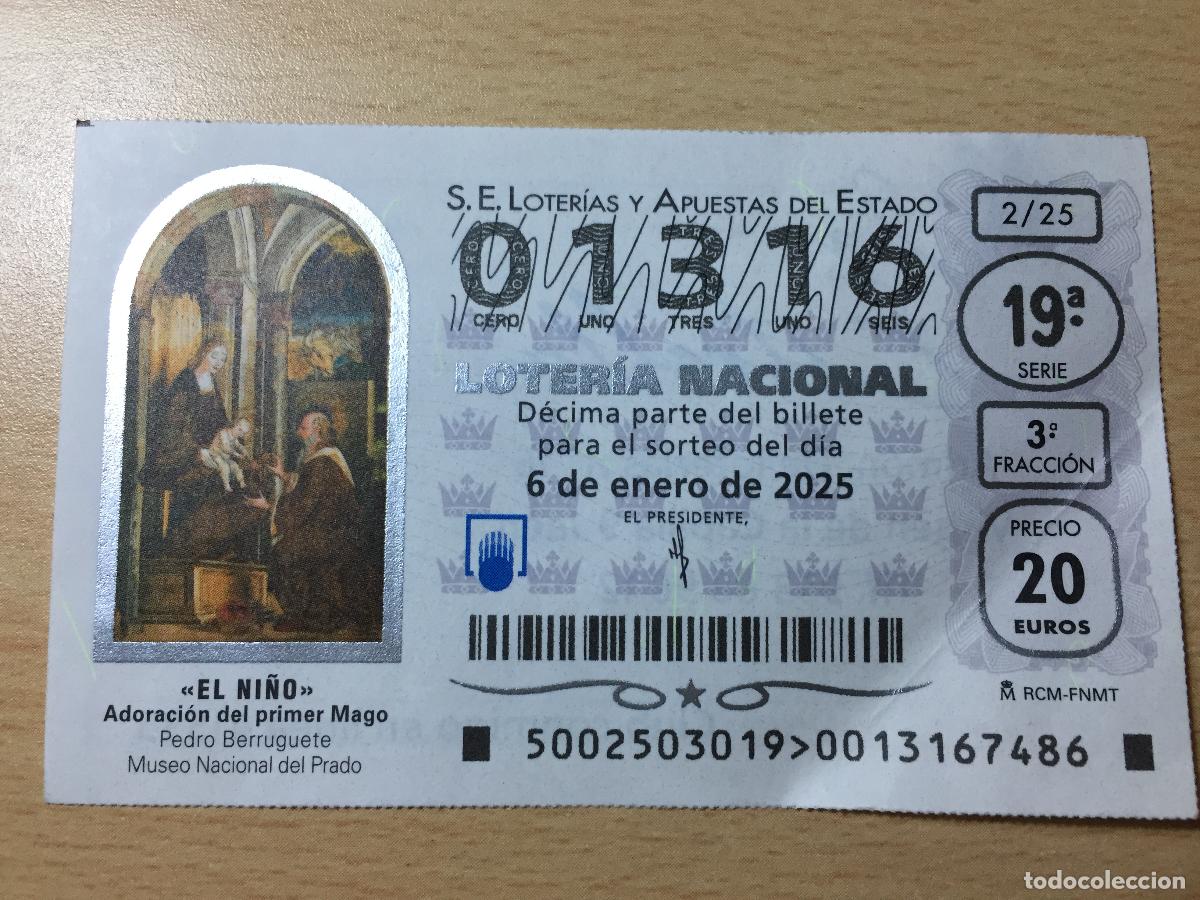 S. E. LOTERÍAS Y APUESTAS DEL ESTADO
01316
CERO UNO TRES UNO SEIS
LOTERÍA NACIONAL
Décima parte del billete
para el sorteo del día
6 de enero de 2025
EL PRESIDENTE,
2/25
19ª
SERIE
3ª
FRACCIÓN
PRECIO
20
EUROS
M RCM-FNMT
«EL NIÑO»
Adoración del primer Mago
Pedro Berruguete
Museo Nacional del Prado
5002503019>0013167486
todocoleccion